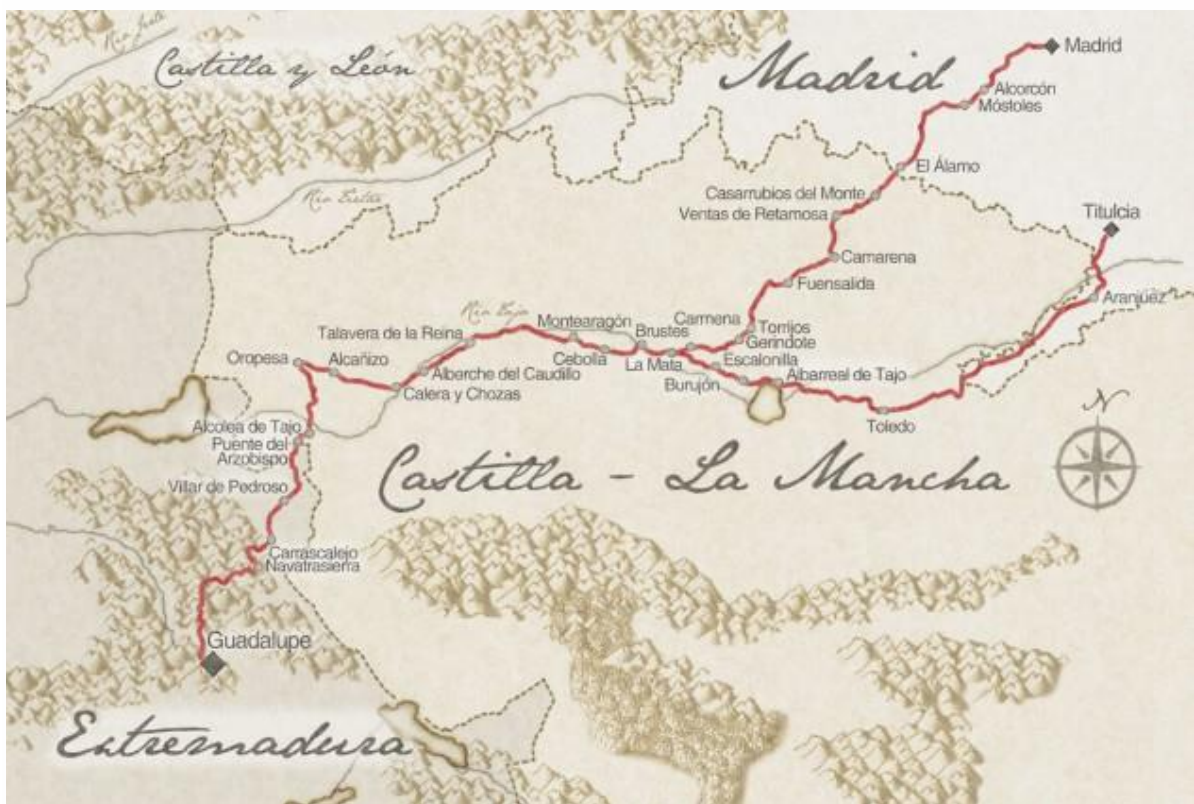 Río Jerte
Castilla y León
Madrid
Madrid
Alcorcón
Móstoles
El Álamo
Casarrubios del Monte
Ventas de Retamosa
Titulcia
Camarena
Fuensalida
Aranjuez
Río Tajo
Montearagón
Brustes
Carmena
Torrijos
Gerindote
Talavera de la Reina
Oropesa
Alcañizo
Cebolla
La Mata
Escalonilla
Alberche del Caudillo
Burujón
Albarreal de Tajo
Calera y Chozas
Toledo
Alcolea de Tajo
Puente del
Arzobispo
N
Castilla - La Mancha
Villar de Pedroso
Carrascalejo
Navatrasierra
Guadalupe
Extremadura